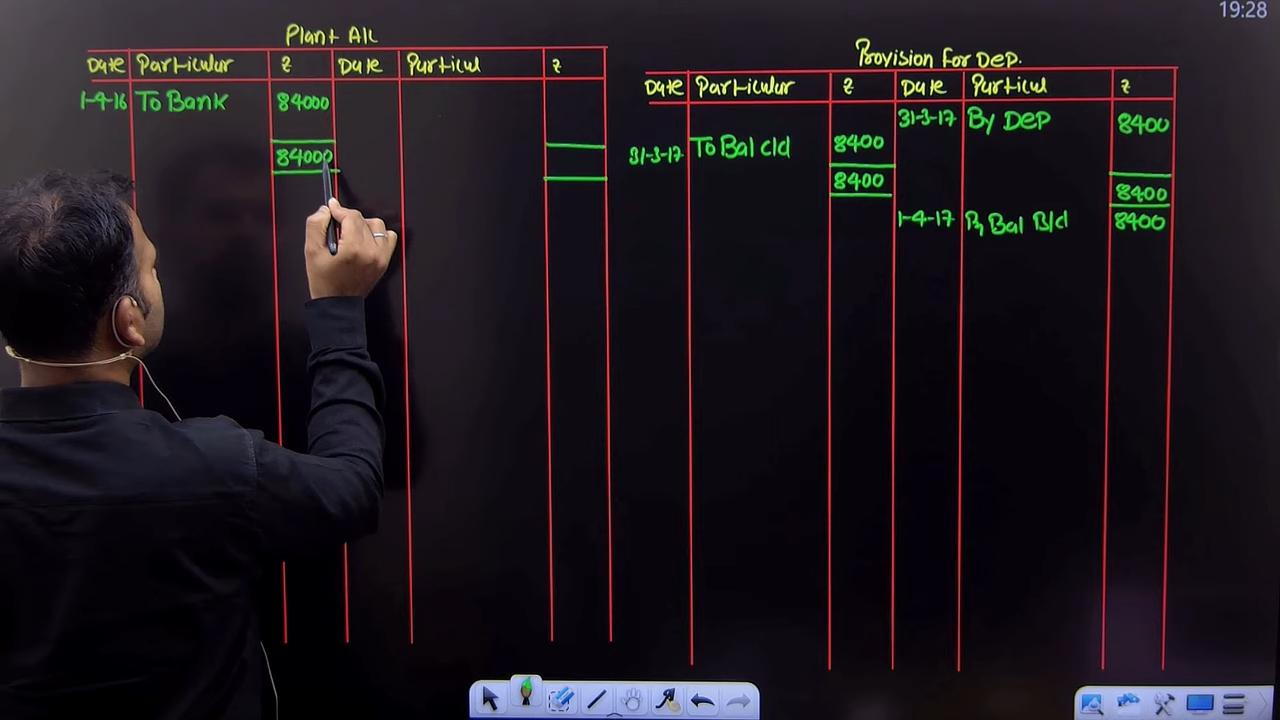 19:28
Plant A/c
Date Particular ₹ Date Particul ₹
1-4-16 To Bank 84000
84000
Provision for Dep.
Date Particular ₹ Date Particul ₹
31-3-17 By Dep 8400
31-3-17 To Bal c/d 8400
8400 8400
1-4-17 By Bal B/d 8400